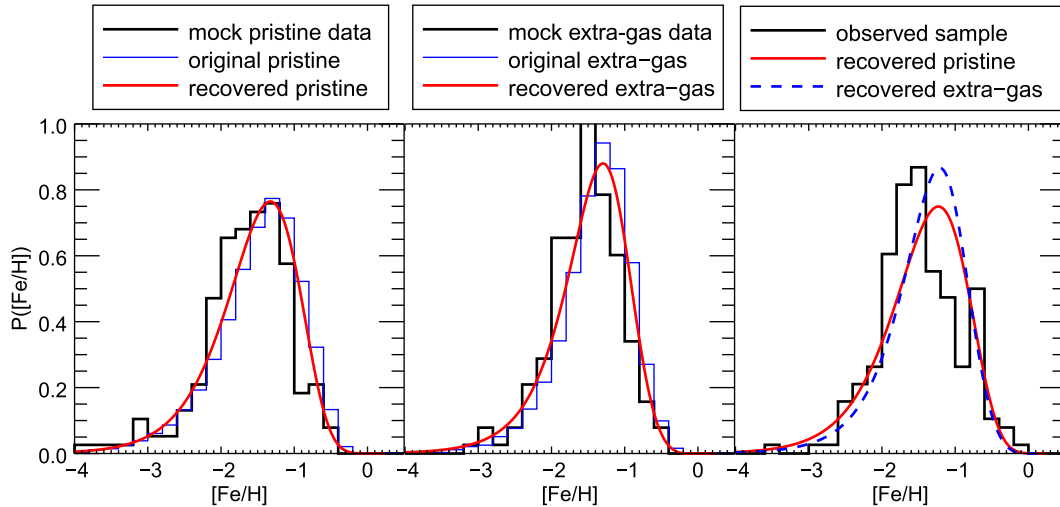 mock pristine data
original pristine
recovered pristine
mock extra-gas data
original extra−gas
recovered extra−gas
observed sample
recovered pristine
recovered extra−gas
P([Fe/H])
1.0
0.8
0.6
0.4
0.2
0.0
−4 −3 −2 −1 0
−4 −3 −2 −1 0
−4 −3 −2 −1 0
[Fe/H]
[Fe/H]
[Fe/H]